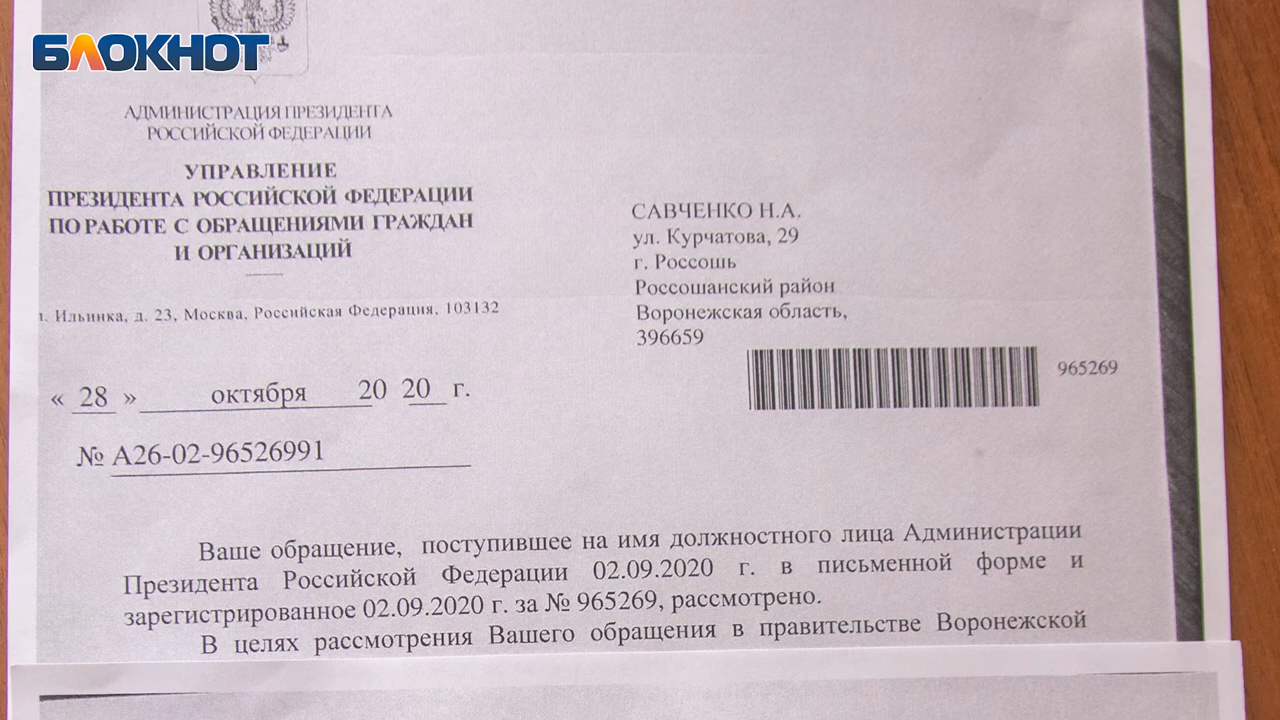 БЛОКНОТ
АДМИНИСТРАЦИЯ ПРЕЗИДЕНТА
РОССИЙСКОЙ ФЕДЕРАЦИИ
УПРАВЛЕНИЕ
ПРЕЗИДЕНТА РОССИЙСКОЙ ФЕДЕРАЦИИ
ПО РАБОТЕ С ОБРАЩЕНИЯМИ ГРАЖДАН
И ОРГАНИЗАЦИЙ
Ильинка, д. 23, Москва, Российская Федерация, 103132
« 28 » октября 20 20 г.
№ А26-02-96526991
САВЧЕНКО Н.А.
ул. Курчатова, 29
г. Россошь
Россошанский район
Воронежская область,
396659
965269
Ваше обращение, поступившее на имя должностного лица Администрации
Президента Российской Федерации 02.09.2020 г. в письменной форме и
зарегистрированное 02.09.2020 г. за № 965269, рассмотрено.
В целях рассмотрения Вашего обращения в правительстве Воронежской